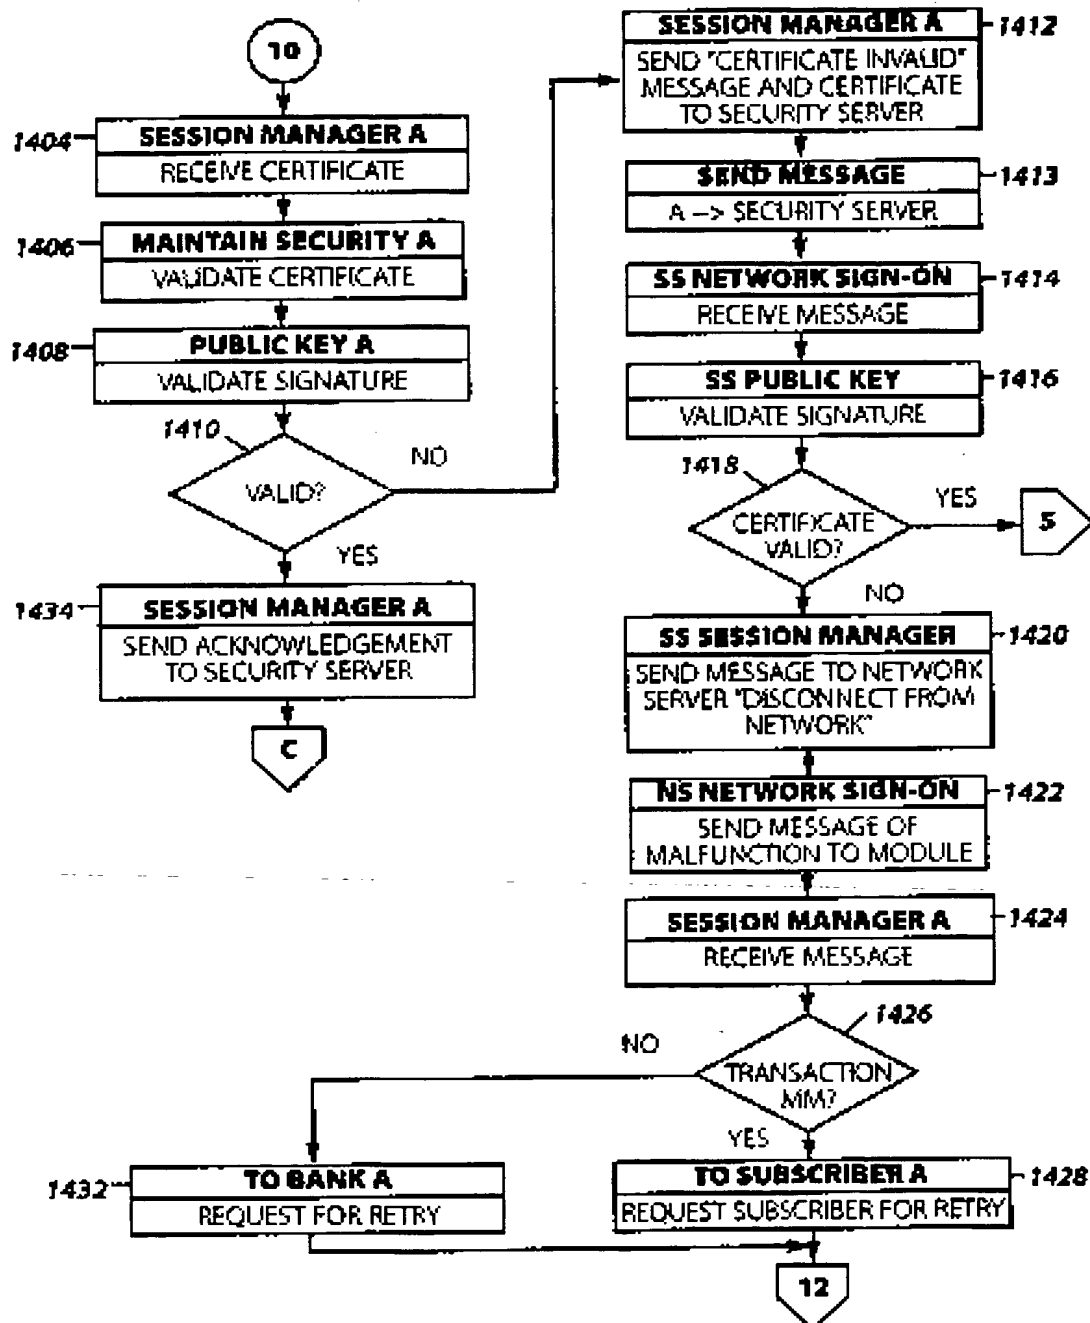 10
1404
SESSION MANAGER A
RECEIVE CERTIFICATE
1406
MAINTAIN SECURITY A
VALIDATE CERTIFICATE
1408
PUBLIC KEY A
VALIDATE SIGNATURE
1410
VALID?
NO
YES
1434
SESSION MANAGER A
SEND ACKNOWLEDGEMENT
TO SECURITY SERVER
C
SESSION MANAGER A
1412
SEND "CERTIFICATE INVALID"
MESSAGE AND CERTIFICATE
TO SECURITY SERVER
SEND MESSAGE
1413
A --> SECURITY SERVER
SS NETWORK SIGN-ON
1414
RECEIVE MESSAGE
SS PUBLIC KEY
1416
VALIDATE SIGNATURE
1418
CERTIFICATE
VALID?
YES
5
NO
SS SESSION MANAGER
1420
SEND MESSAGE TO NETWORK
SERVER "DISCONNECT FROM
NETWORK"
NS NETWORK SIGN-ON
1422
SEND MESSAGE OF
MALFUNCTION TO MODULE
SESSION MANAGER A
1424
RECEIVE MESSAGE
1426
TRANSACTION
MM?
NO
YES
1432
TO BANK A
REQUEST FOR RETRY
TO SUBSCRIBER A
1428
REQUEST SUBSCRIBER FOR RETRY
12